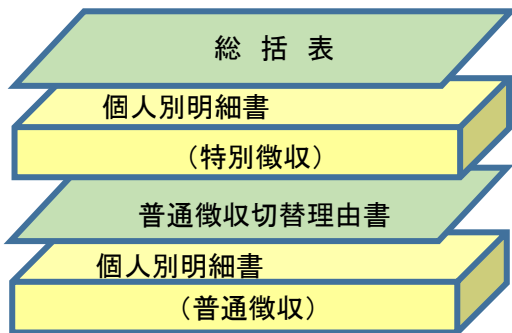 総 括 表
個人別明細書
（特別徴収）
普通徴収切替理由書
個人別明細書
（普通徴収）